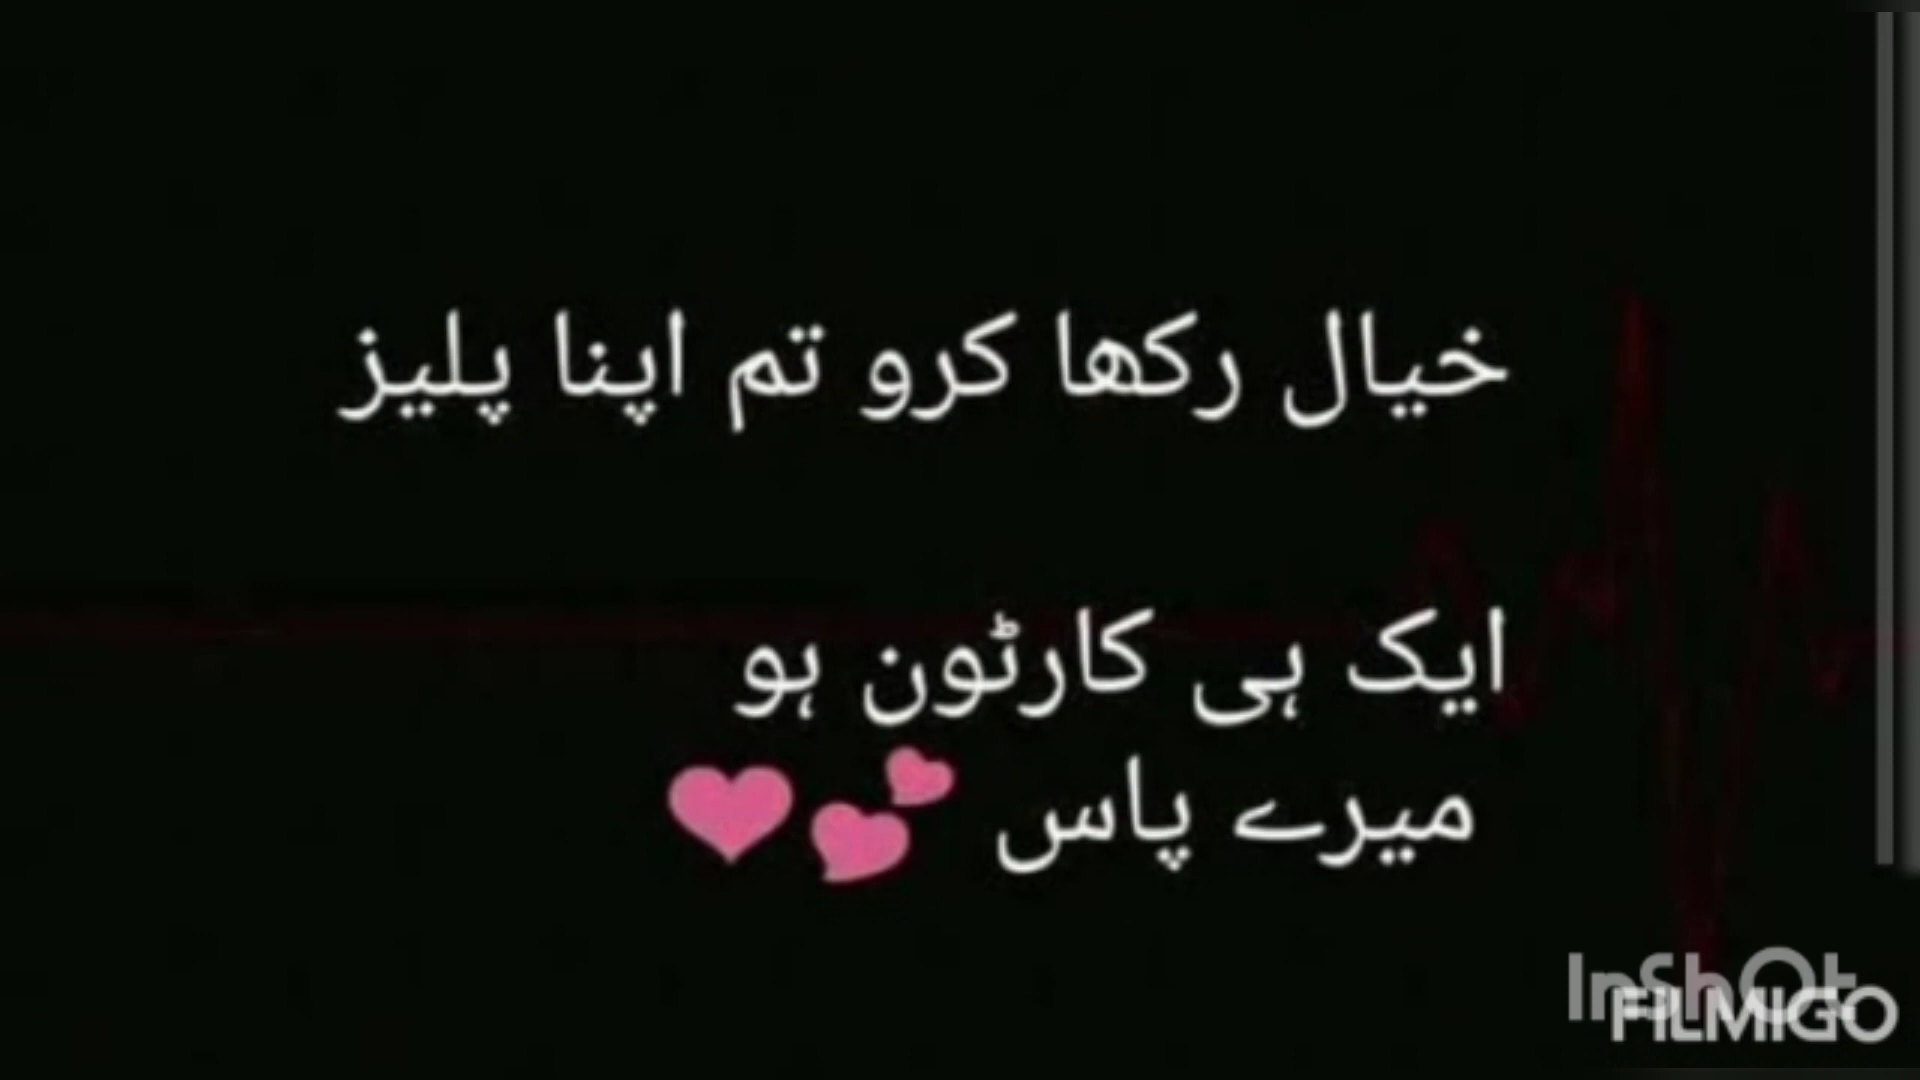 خیال رکھا کرو تم اپنا پلیز
ایک ہی کارٹون ہو
میرے پاس 💕❤
InShOt
FILMIGO